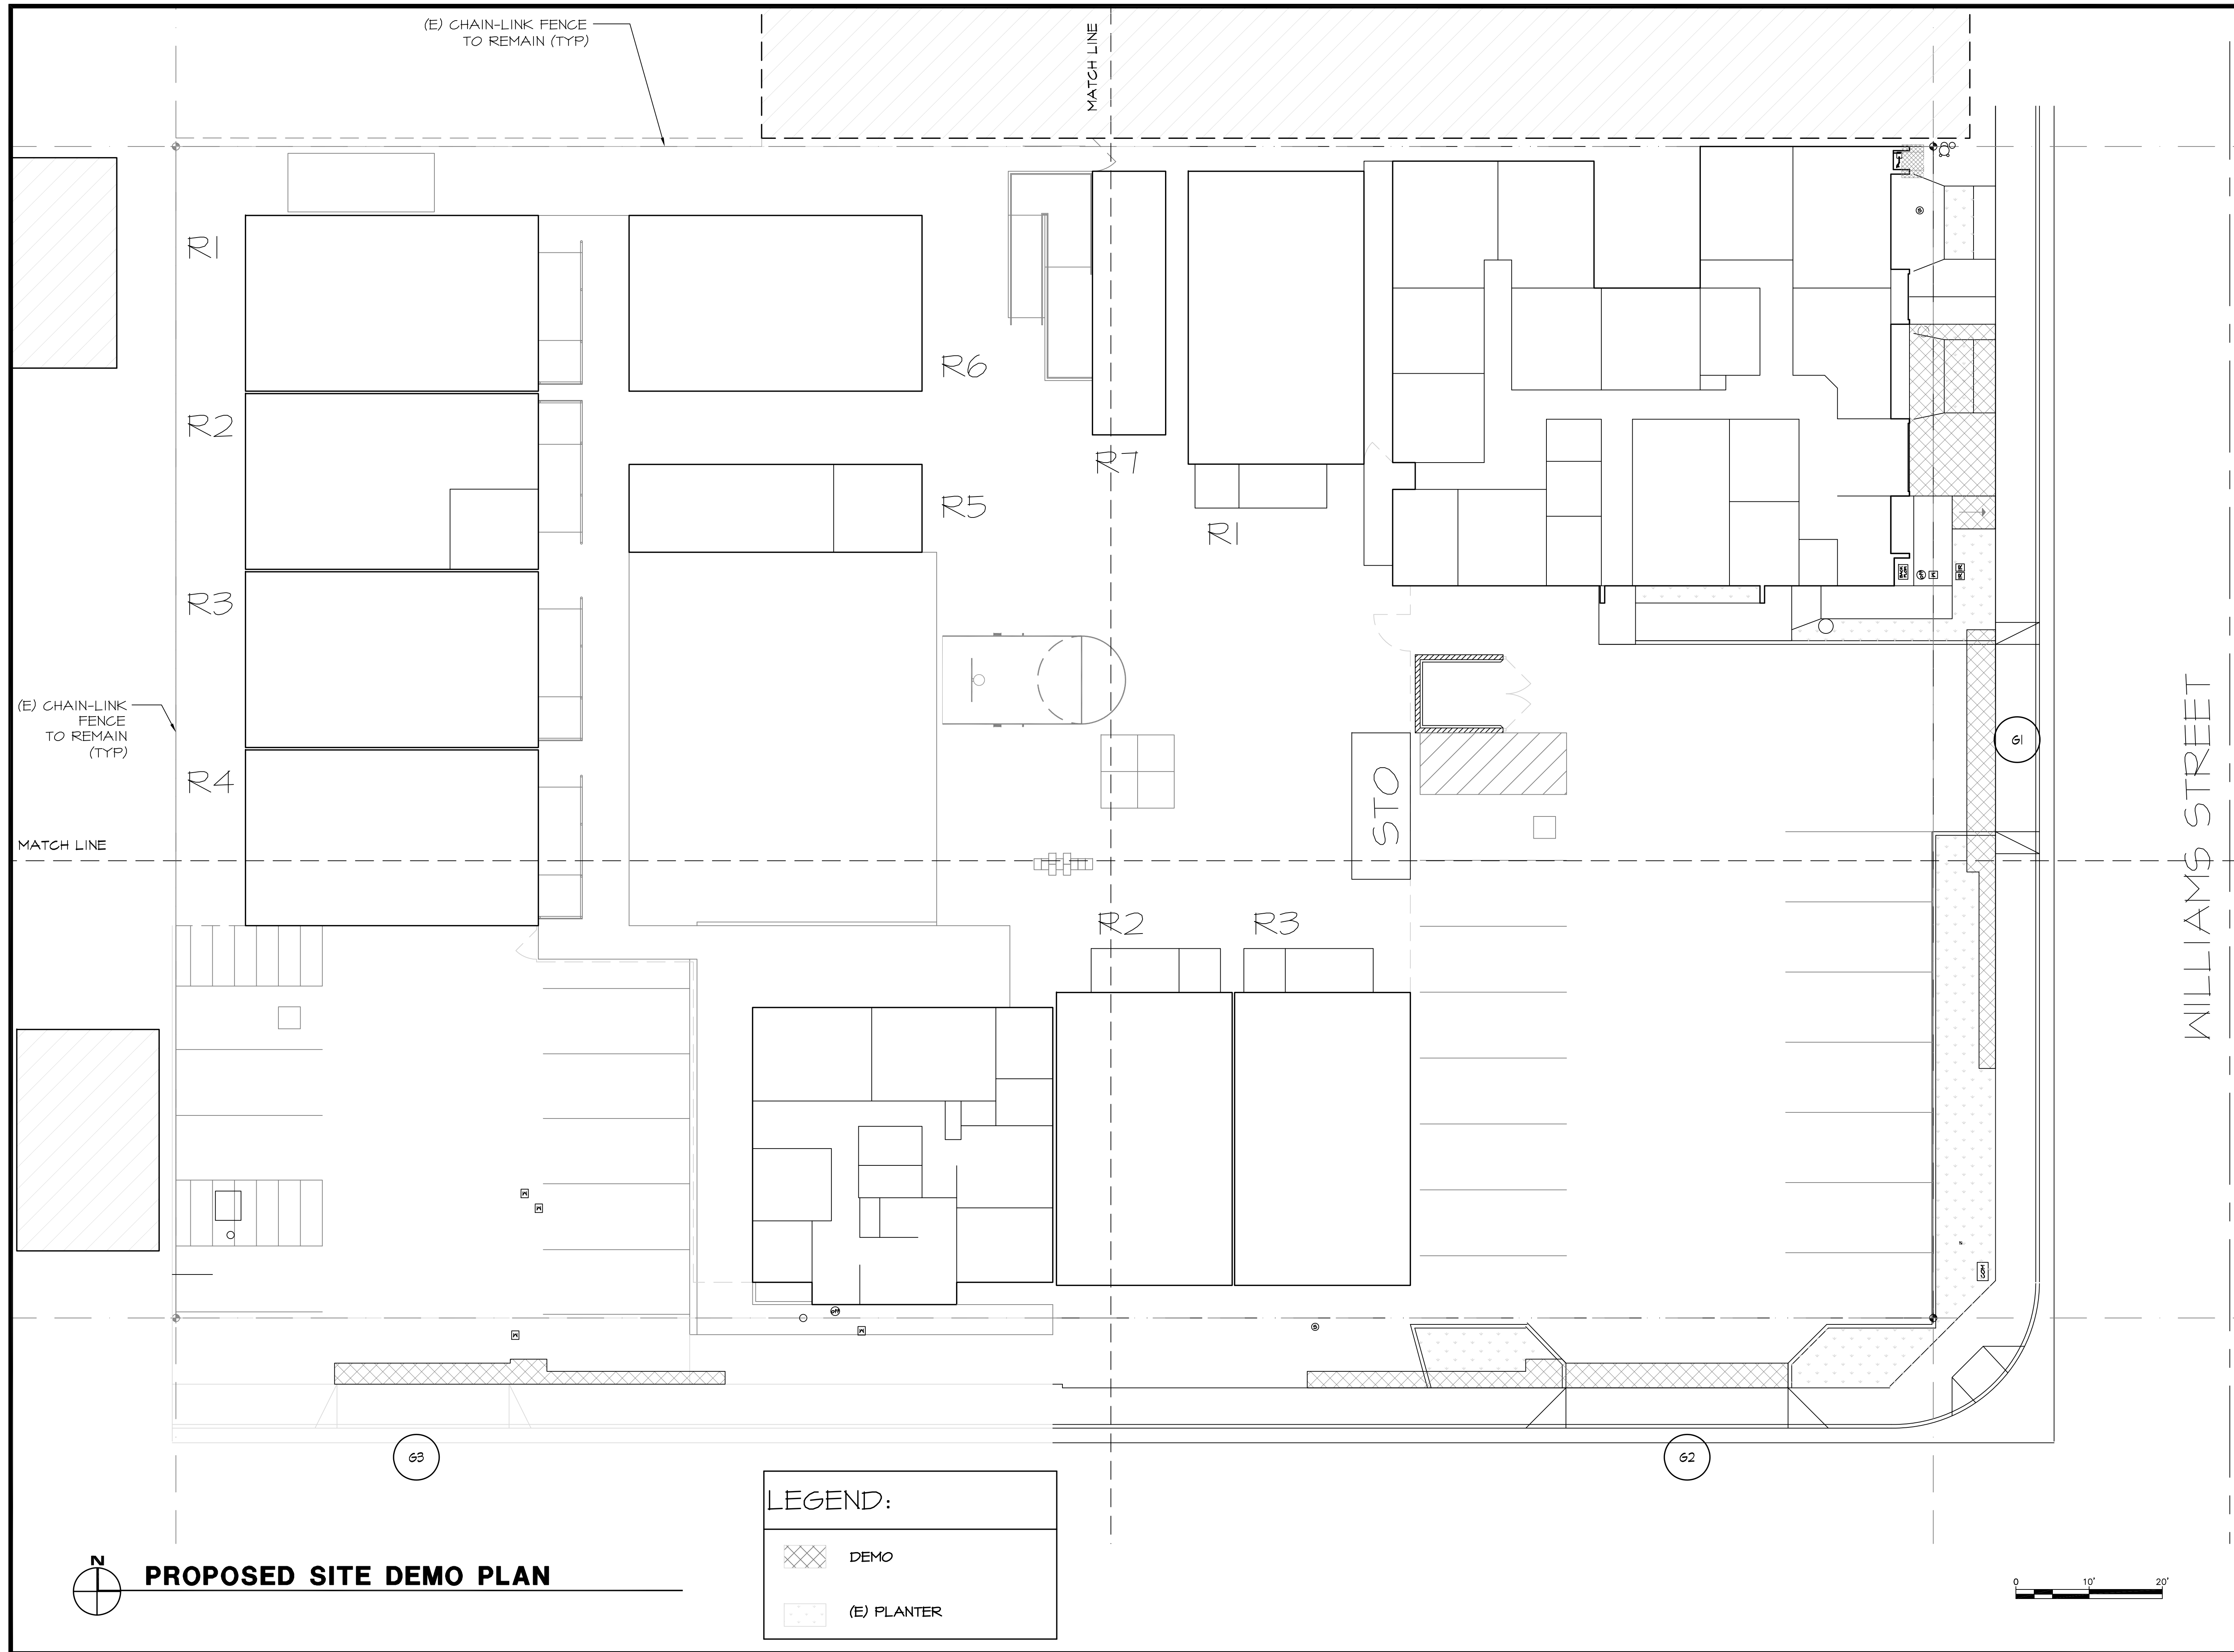 (E) CHAIN-LINK FENCE
TO REMAIN (TYP)
MATCH LINE
R1
R2
R3
R4
R6
R5
R7
R1
(E) CHAIN-LINK
FENCE
TO REMAIN
(TYP)
MATCH LINE
STO
R2
R3
G1
WILLIAMS STREET
COM
G3
G2
LEGEND:
DEMO
(E) PLANTER
N
PROPOSED SITE DEMO PLAN
0 10' 20'